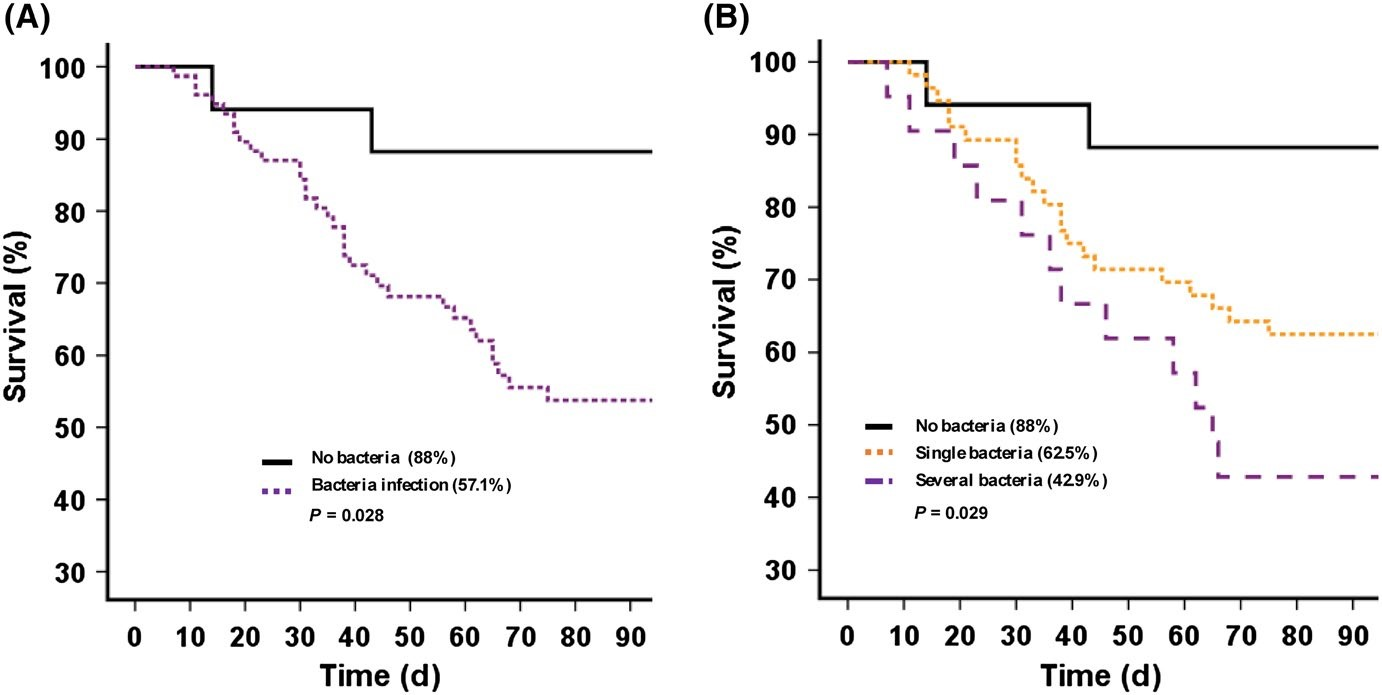 (A)
Survival (%)
100
90
80
70
60
50
40
30
0 10 20 30 40 50 60 70 80 90
Time (d)
No bacteria (88%)
Bacteria infection (57.1%)
P = 0.028
(B)
Survival (%)
100
90
80
70
60
50
40
30
0 10 20 30 40 50 60 70 80 90
Time (d)
No bacteria (88%)
Single bacteria (62.5%)
Several bacteria (42.9%)
P = 0.029